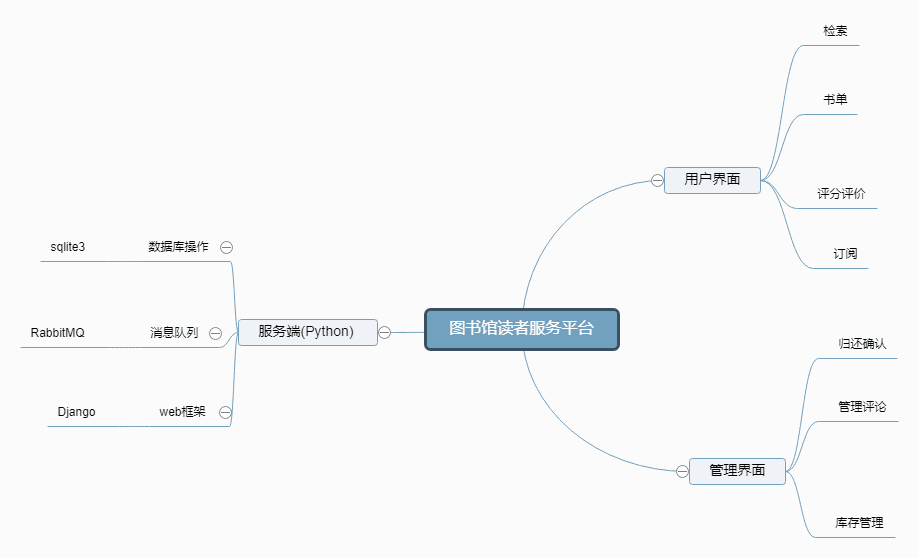 检索
书单
用户界面
评分评价
订阅
sqlite3 数据库操作
RabbitMQ 消息队列
服务端(Python)
图书馆读者服务平台
Django web框架
归还确认
管理评论
管理界面
库存管理